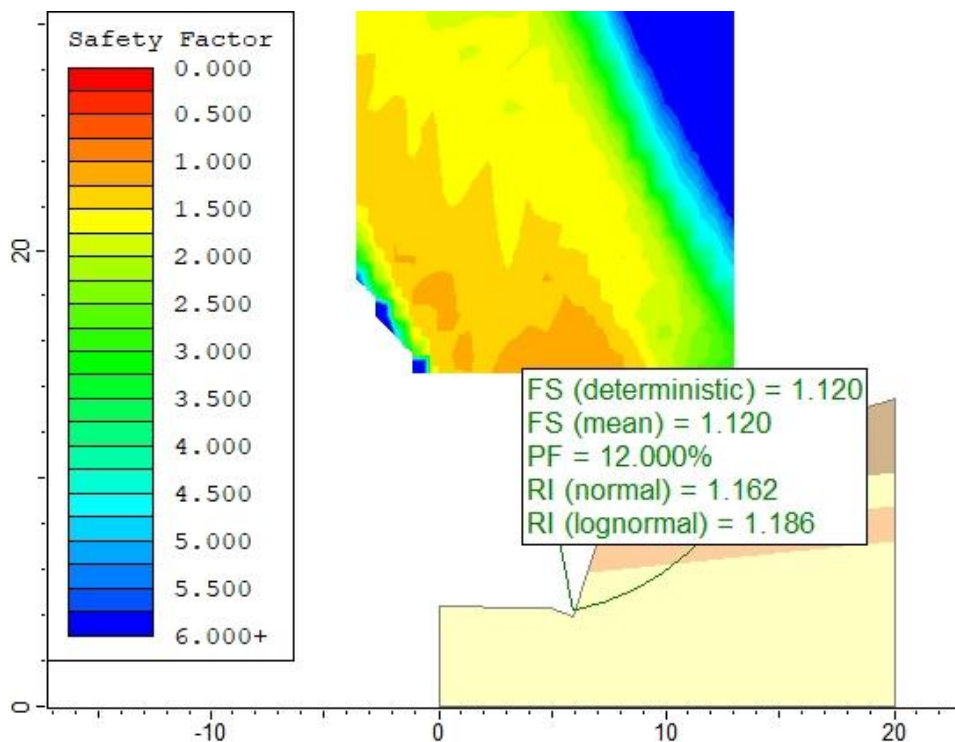 Safety Factor
0.000
0.500
1.000
1.500
2.000
2.500
3.000
3.500
4.000
4.500
5.000
5.500
6.000+
20
0
FS (deterministic) = 1.120
FS (mean) = 1.120
PF = 12.000%
RI (normal) = 1.162
RI (lognormal) = 1.186
-10 0 10 20